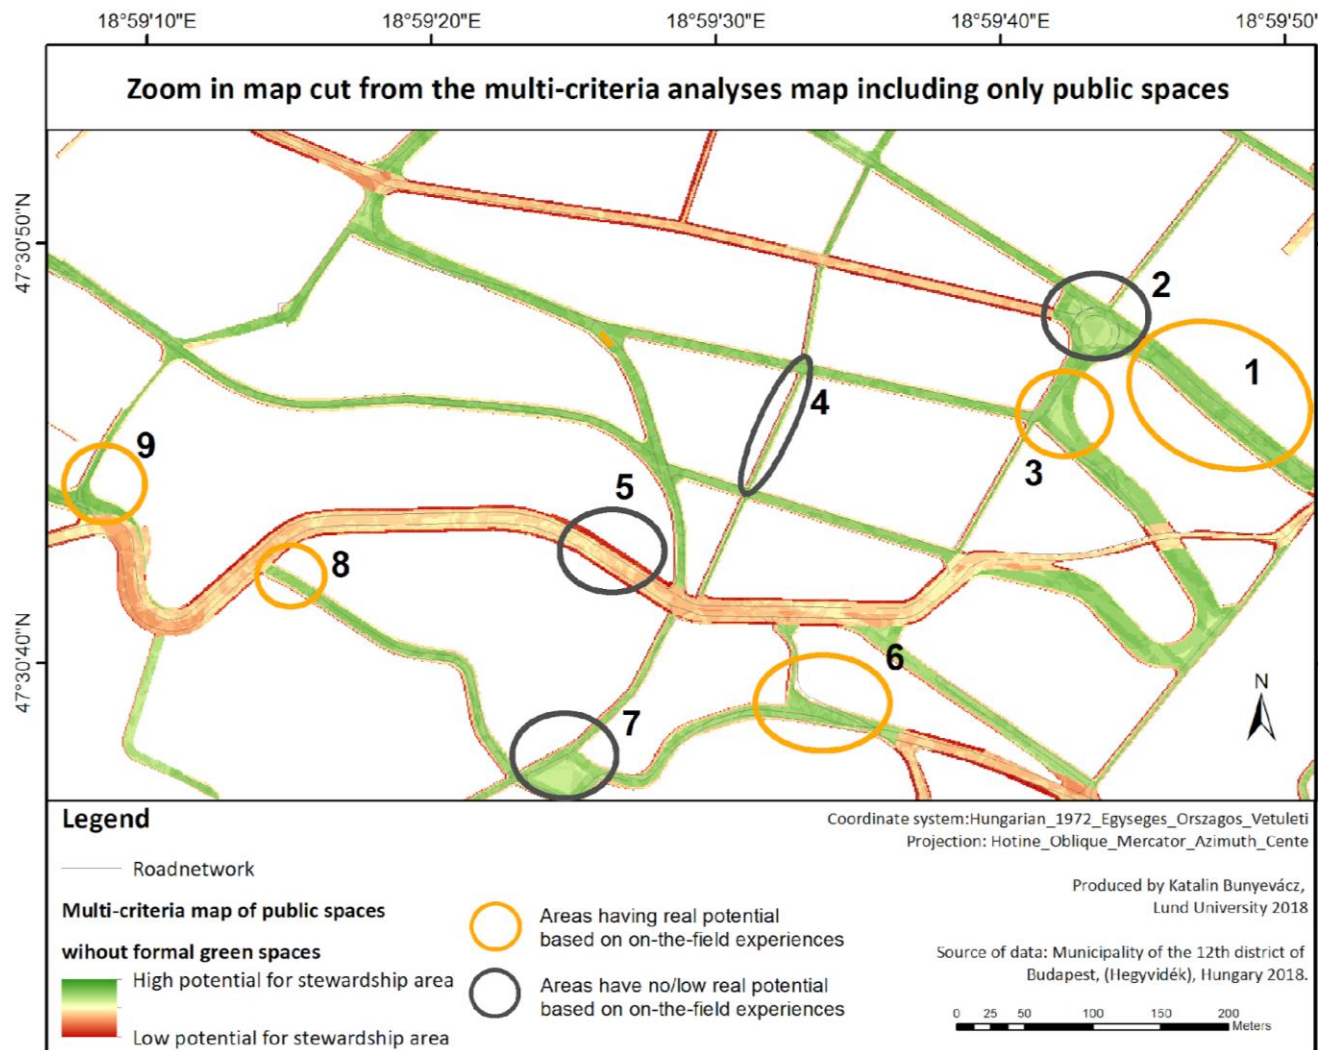 18°59'10"E 18°59'20"E 18°59'30"E 18°59'40"E 18°59'50"
Zoom in map cut from the multi-criteria analyses map including only public spaces
47°30'50"N
47°30'40"N
2
1
4
3
9
5
8
6
7
N
Legend
Roadnetwork
Multi-criteria map of public spaces
wihout formal green spaces
High potential for stewardship area
Low potential for stewardship area
Areas having real potential
based on on-the-field experiences
Areas have no/low real potential
based on on-the-field experiences
Coordinate system:Hungarian_1972_Egyseges_Orszagos_Vetuleti
Projection: Hotine_Oblique_Mercator_Azimuth_Cente
Produced by Katalin Bunyevácz,
Lund University 2018
Source of data: Municipality of the 12th district of
Budapest, (Hegyvidék), Hungary 2018.
0 25 50 100 150 200
Meters